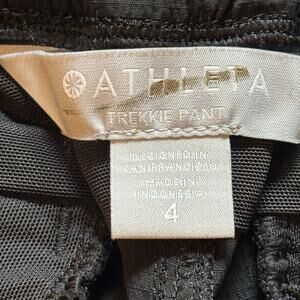 ATHLETA
TREKKIE PANT
DESIGNED IN
SAN FRANCISCO
MADE IN
INDONESIA
4